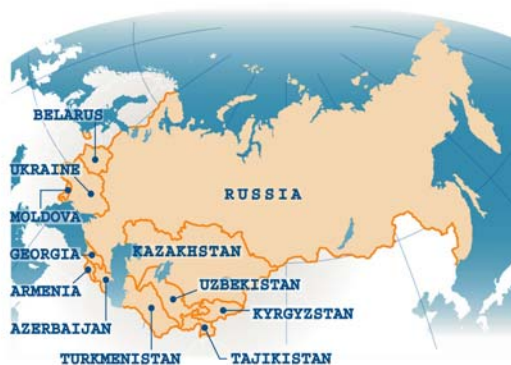 BELARUS
UKRAINE
RUSSIA
MOLDOVA
GEORGIA
KAZAKHSTAN
ARMENIA
UZBEKISTAN
AZERBAIJAN
KYRGYZSTAN
TURKMENISTAN
TAJIKISTAN